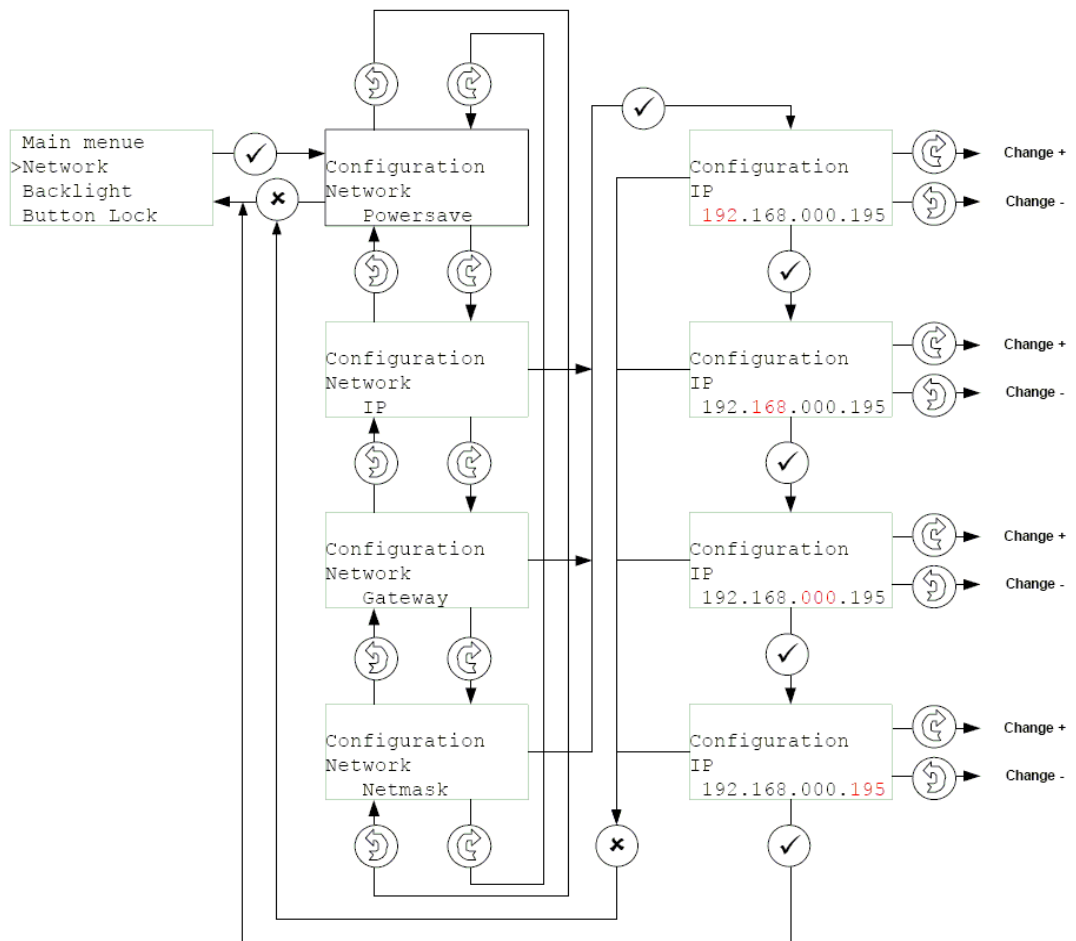 Main menue
>Network
Backlight
Button Lock
Configuration
Network
Powersave
Configuration
Network
IP
Configuration
Network
Gateway
Configuration
Network
Netmask
Configuration
IP
192.168.000.195
Change +
Change -
Configuration
IP
192.168.000.195
Change +
Change -
Configuration
IP
192.168.000.195
Change +
Change -
Configuration
IP
192.168.000.195
Change +
Change -